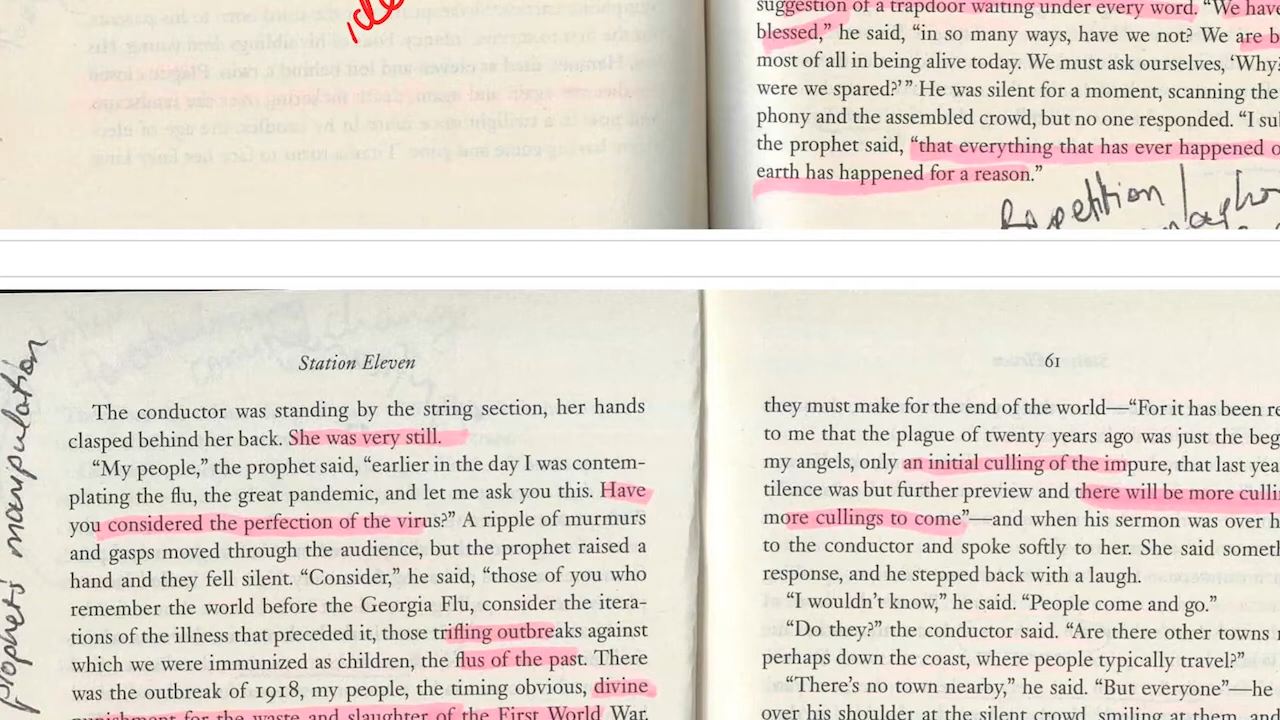 suggestion of a trapdoor waiting under every word. “We have
blessed,” he said, “in so many ways, have we not? We are b
most of all in being alive today. We must ask ourselves, ‘Why?
were we spared?’” He was silent for a moment, scanning the
phony and the assembled crowd, but no one responded. “I su
the prophet said, “that everything that has ever happened o
earth has happened for a reason.”
Repetition /
prophet's manipulation
Station Eleven
The conductor was standing by the string section, her hands
clasped behind her back. She was very still.
“My people,” the prophet said, “earlier in the day I was contem-
plating the flu, the great pandemic, and let me ask you this. Have
you considered the perfection of the virus?” A ripple of murmurs
and gasps moved through the audience, but the prophet raised a
hand and they fell silent. “Consider,” he said, “those of you who
remember the world before the Georgia Flu, consider the itera-
tions of the illness that preceded it, those trifling outbreaks against
which we were immunized as children, the flus of the past. There
was the outbreak of 1918, my people, the timing obvious, divine
punishment for the waste and slaughter of the First World War.
61
they must make for the end of the world—“For it has been re
to me that the plague of twenty years ago was just the beg
my angels, only an initial culling of the impure, that last yea
tilence was but further preview and there will be more culli
more cullings to come”—and when his sermon was over h
to the conductor and spoke softly to her. She said someth
response, and he stepped back with a laugh.
“I wouldn’t know,” he said. “People come and go.”
“Do they?” the conductor said. “Are there other towns
perhaps down the coast, where people typically travel?”
“There’s no town nearby,” he said. “But everyone”—he
over his shoulder at the silent crowd, smiling at them, and